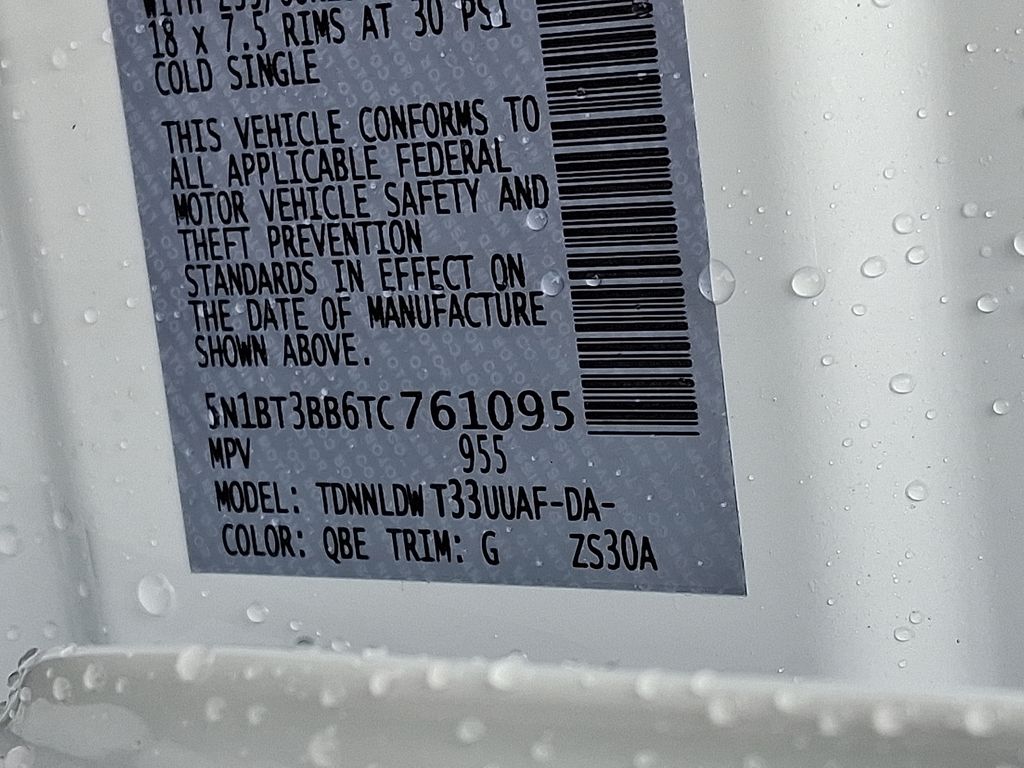 18 x 7.5 RIMS AT 30 PSI
COLD SINGLE
THIS VEHICLE CONFORMS TO
ALL APPLICABLE FEDERAL
MOTOR VEHICLE SAFETY AND
THEFT PREVENTION
STANDARDS IN EFFECT ON
THE DATE OF MANUFACTURE
SHOWN ABOVE.
5N1BT3BB6TC761095
MPV 955
MODEL: TDNNLDW T33UUAF-DA-
COLOR: QBE TRIM: G ZS30A